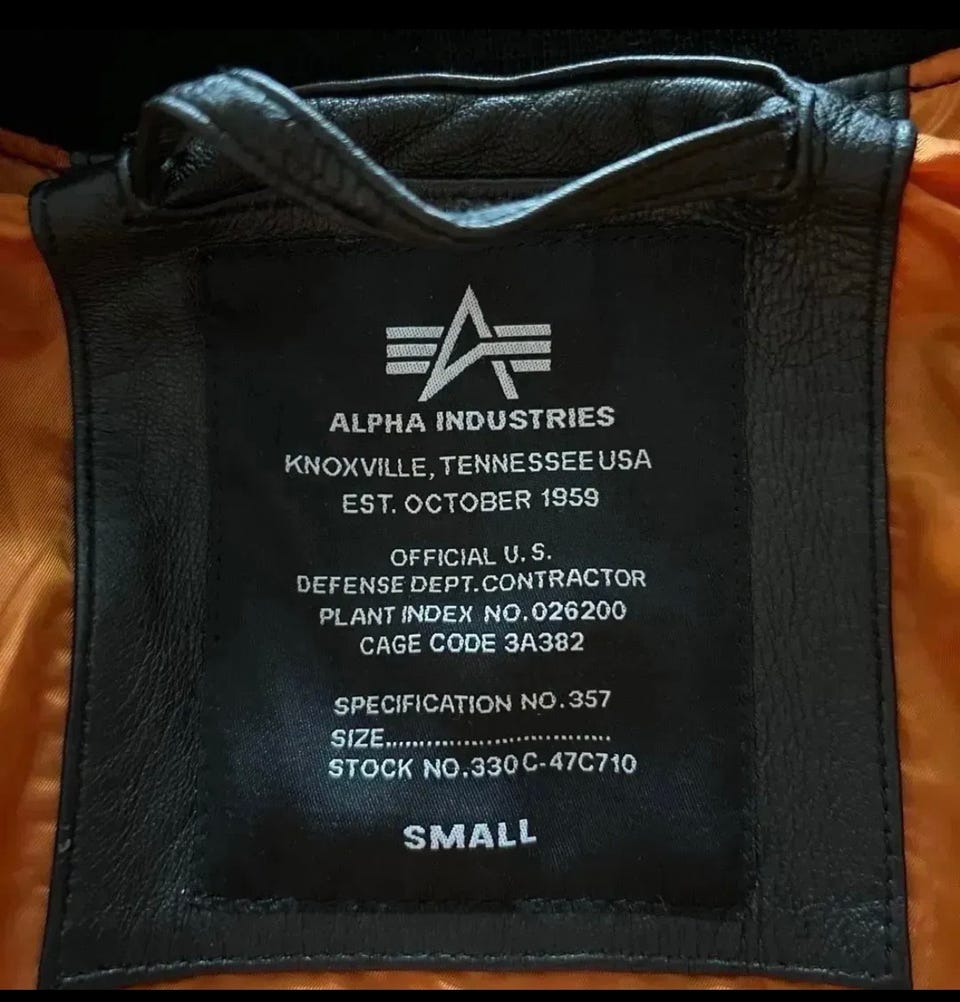 ALPHA INDUSTRIES
KNOXVILLE, TENNESSEE USA
EST. OCTOBER 1959
OFFICIAL U.S.
DEFENSE DEPT. CONTRACTOR
PLANT INDEX NO. 026200
CAGE CODE 3A382
SPECIFICATION NO. 357
SIZE..............................
STOCK NO. 330C-47C710
SMALL